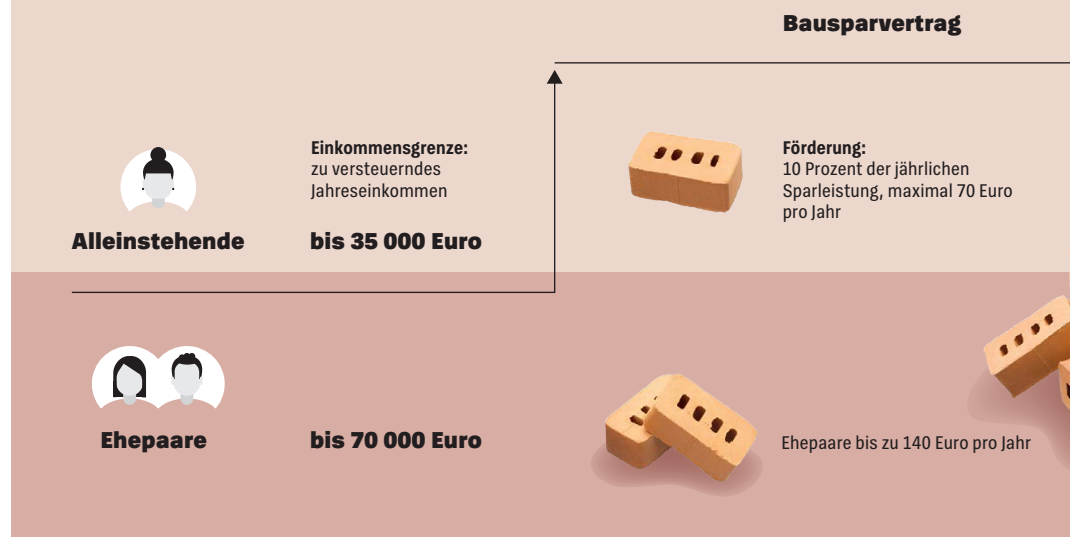 Bausparvertrag
Einkommensgrenze:
zu versteuerndes
Jahreseinkommen
Förderung:
10 Prozent der jährlichen
Sparleistung, maximal 70 Euro
pro Jahr
Alleinstehende
bis 35 000 Euro
Ehepaare
bis 70 000 Euro
Ehepaare bis zu 140 Euro pro Jahr